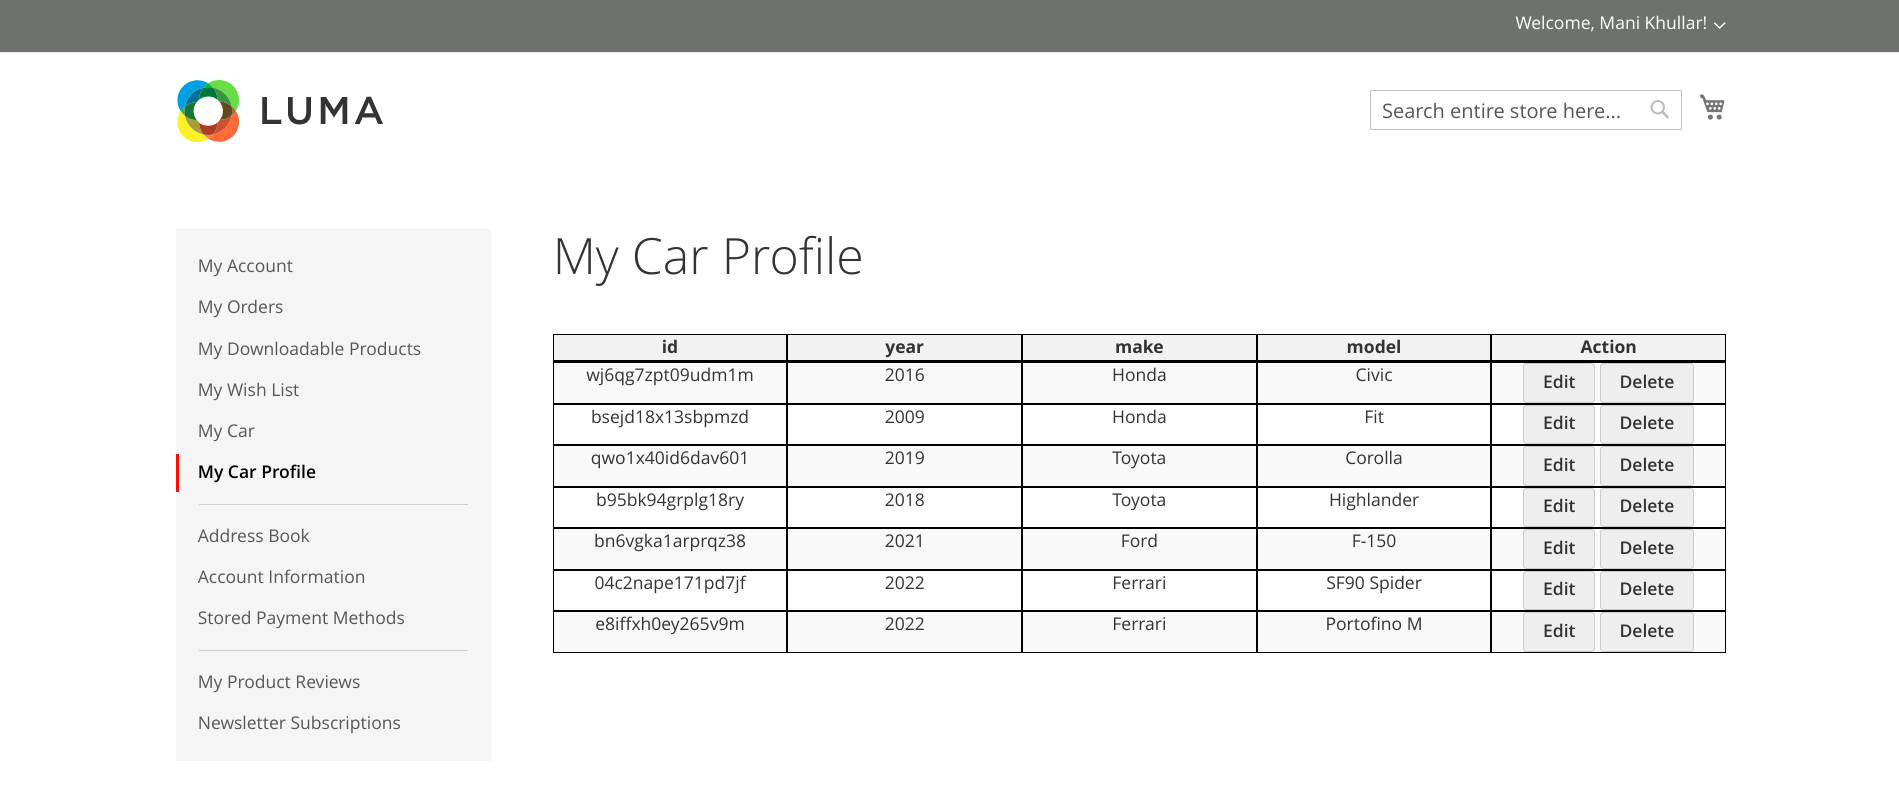 Welcome, Mani Khullar!
LUMA
Search entire store here...
My Account
My Orders
My Downloadable Products
My Wish List
My Car
My Car Profile
Address Book
Account Information
Stored Payment Methods
My Product Reviews
Newsletter Subscriptions
My Car Profile
id year make model Action
wj6qg7zpt09udm1m 2016 Honda Civic Edit Delete
bsejd18x13sbpmzd 2009 Honda Fit Edit Delete
qwo1x40id6dav601 2019 Toyota Corolla Edit Delete
b95bk94grplg18ry 2018 Toyota Highlander Edit Delete
bn6vgka1arprqz38 2021 Ford F-150 Edit Delete
04c2nape171pd7jf 2022 Ferrari SF90 Spider Edit Delete
e8iffxh0ey265v9m 2022 Ferrari Portofino M Edit Delete